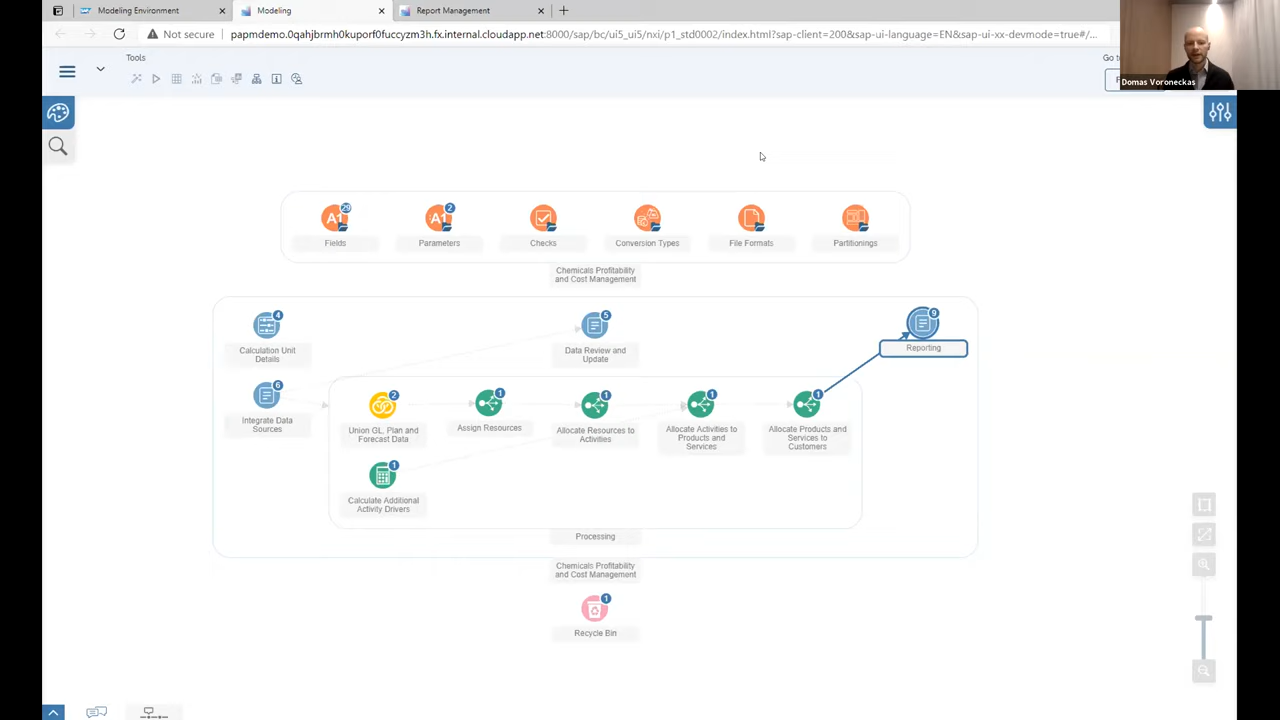 Modeling Environment
Modeling
Report Management
Not secure
papmdemo.0qahjbrmh0kuporf0fuccyzm3h.fx.internal.cloudapp.net:8000/sap/bc/ui5_ui5/nxi/p1_std0002/index.html?sap-client=200&sap-ui-language=EN&sap-ui-xx-devmode=true#/...
Tools
Go to
Domas Voroneckas
A1 29
A1 2
Fields
Parameters
Checks
Conversion Types
File Formats
Partitionings
Chemicals Profitability
and Cost Management
4
5
9
Calculation Unit
Details
Data Review and
Update
Reporting
6
2
1
1
1
1
Integrate Data
Sources
Union GL, Plan and
Forecast Data
Assign Resources
Allocate Resources to
Activities
Allocate Activities to
Products and
Services
Allocate Products and
Services to
Customers
1
Calculate Additional
Activity Drivers
Processing
Chemicals Profitability
and Cost Management
1
Recycle Bin